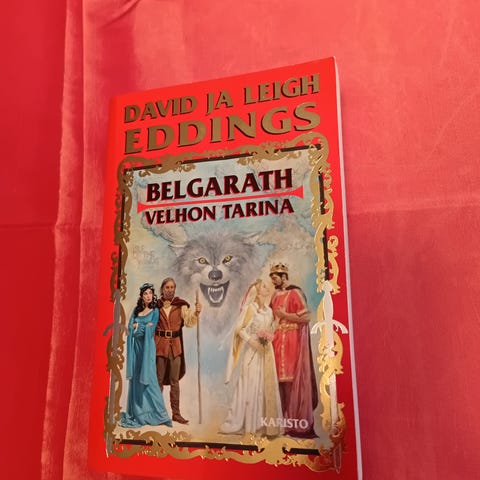 DAVID JA LEIGH
EDDINGS
BELGARATH
VELHON TARINA
KARISTO